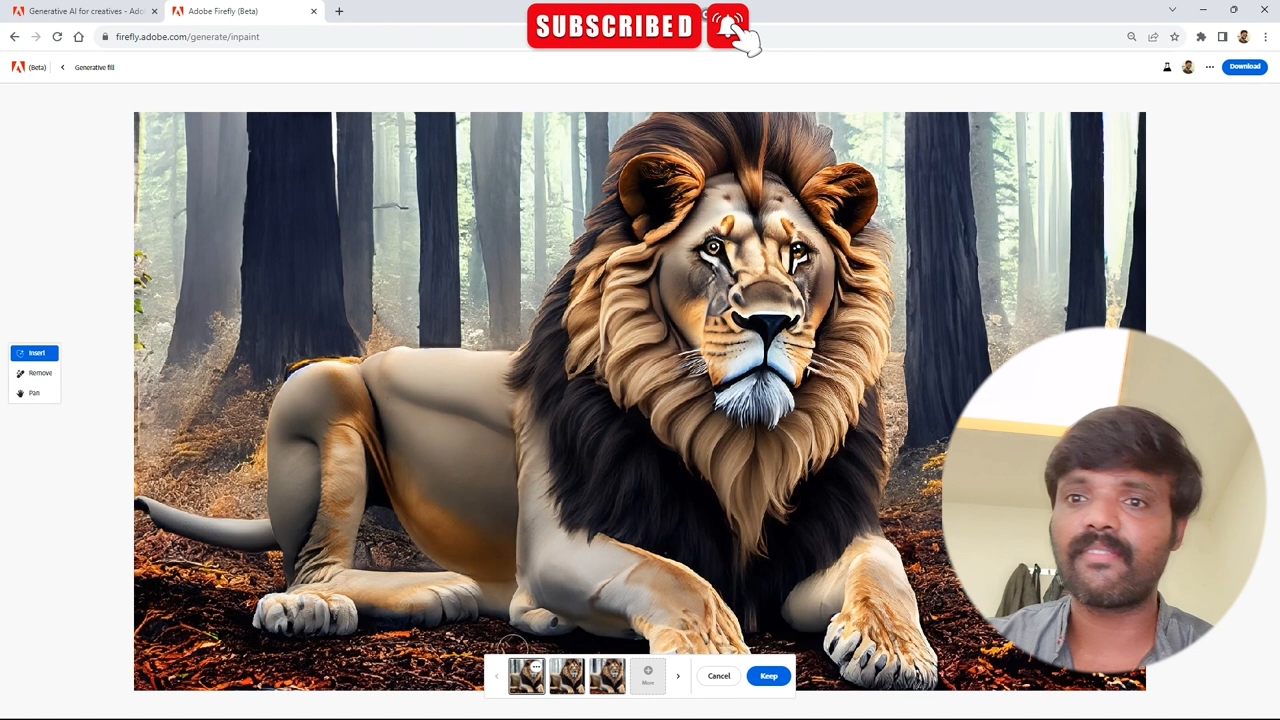 Generative AI for creatives - Ado
Adobe Firefly (Beta)
SUBSCRIBED
firefly.adobe.com/generate/inpaint
(Beta)
Generative fill
Download
Insert
Remove
Pan
More
Cancel
Keep